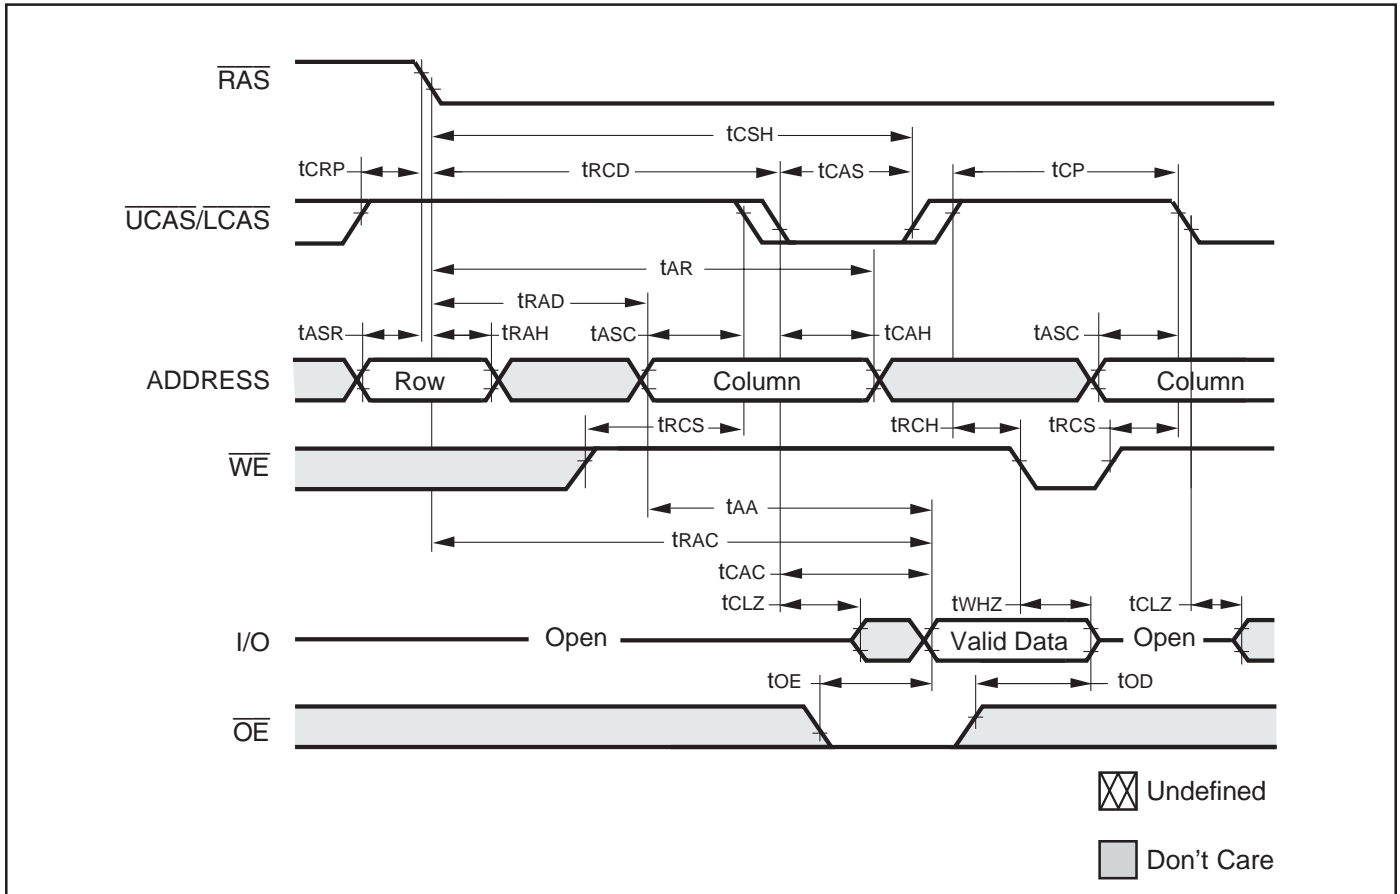 RAS
tCSH
tCRP
tRCD
tCAS
tCP
UCAS/LCAS
tAR
tRAD
tASR
tRAH
tASC
tCAH
tASC
ADDRESS
Row
Column
Column
tRCS
tRCH
tRCS
WE
tAA
tRAC
tCAC
tCLZ
tWHZ
tCLZ
I/O
Open
Valid Data
Open
tOE
tOD
OE
Undefined
Don't Care